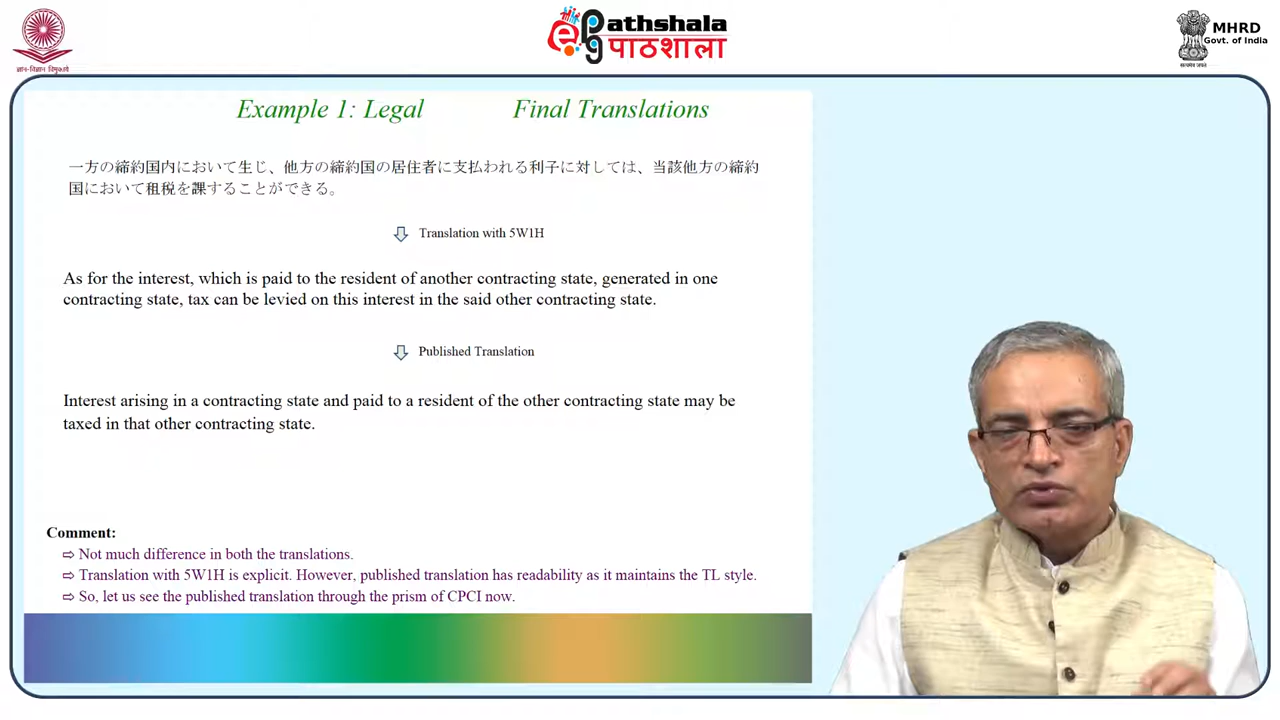 ज्ञान-विज्ञान विमुक्तये
epg Pathshala
पाठशाला
MHRD
Govt. of India
सत्यमेव जयते
Example 1: Legal Final Translations
一方の締約国内において生じ、他方の締約国の居住者に支払われる利子に対しては、当該他方の締約
国において租税を課することができる。
Translation with 5W1H
As for the interest, which is paid to the resident of another contracting state, generated in one
contracting state, tax can be levied on this interest in the said other contracting state.
Published Translation
Interest arising in a contracting state and paid to a resident of the other contracting state may be
taxed in that other contracting state.
Comment:
⇨ Not much difference in both the translations.
⇨ Translation with 5W1H is explicit. However, published translation has readability as it maintains the TL style.
⇨ So, let us see the published translation through the prism of CPCI now.